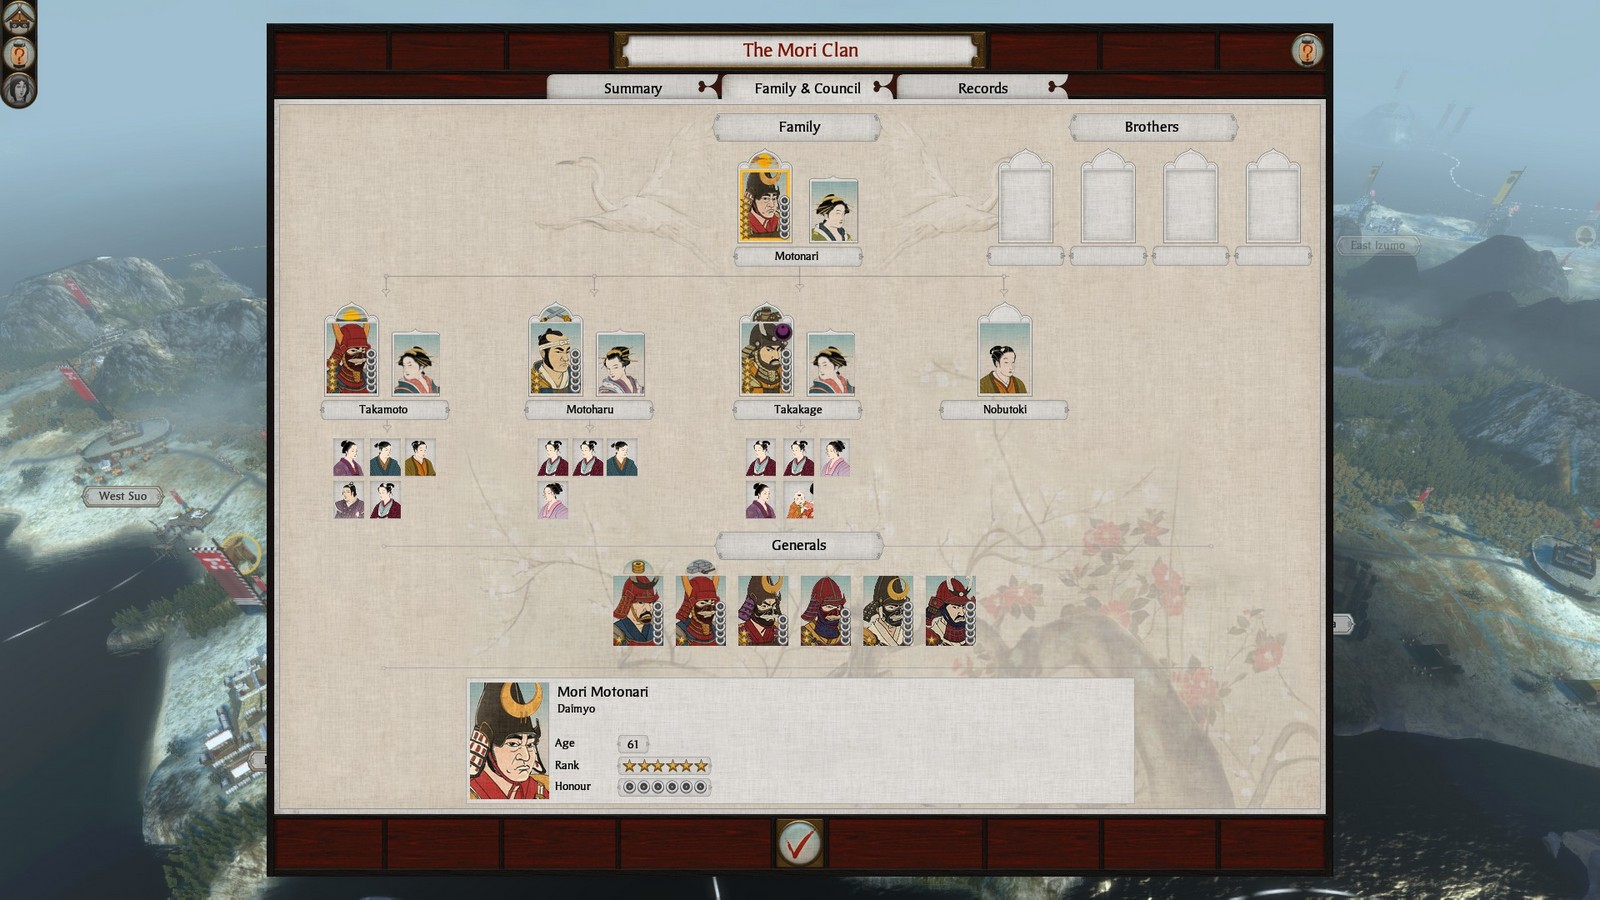 The Mori Clan
Summary
Family & Council
Records
Family
Brothers
Motonari
East Izumo
Takamoto
Motoharu
Takakage
Nobutoki
West Suo
Generals
Mori Motonari
Daimyo
Age 61
Rank
Honour